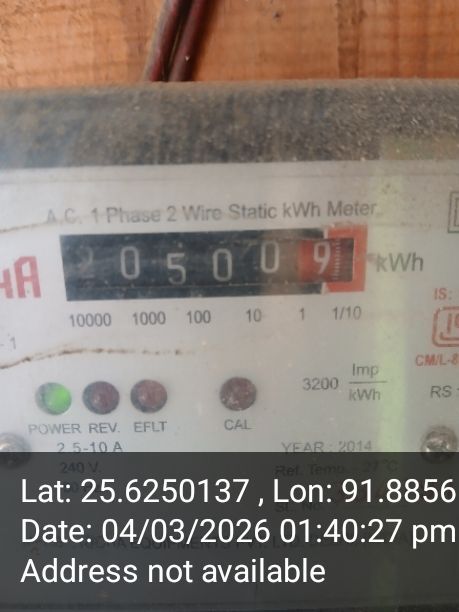 A.C. 1 Phase 2 Wire Static kWh Meter
2 0 5 0 0 9 kWh
10000 1000 100 10 1 1/10
IS:
CM/L-8
3200 Imp/kWh
RS :
POWER REV. EFLT CAL
2.5-10 A
240 V.
YEAR : 2014
Ref. Temp.
Lat: 25.6250137 , Lon: 91.8856
Date: 04/03/2026 01:40:27 pm
Address not available